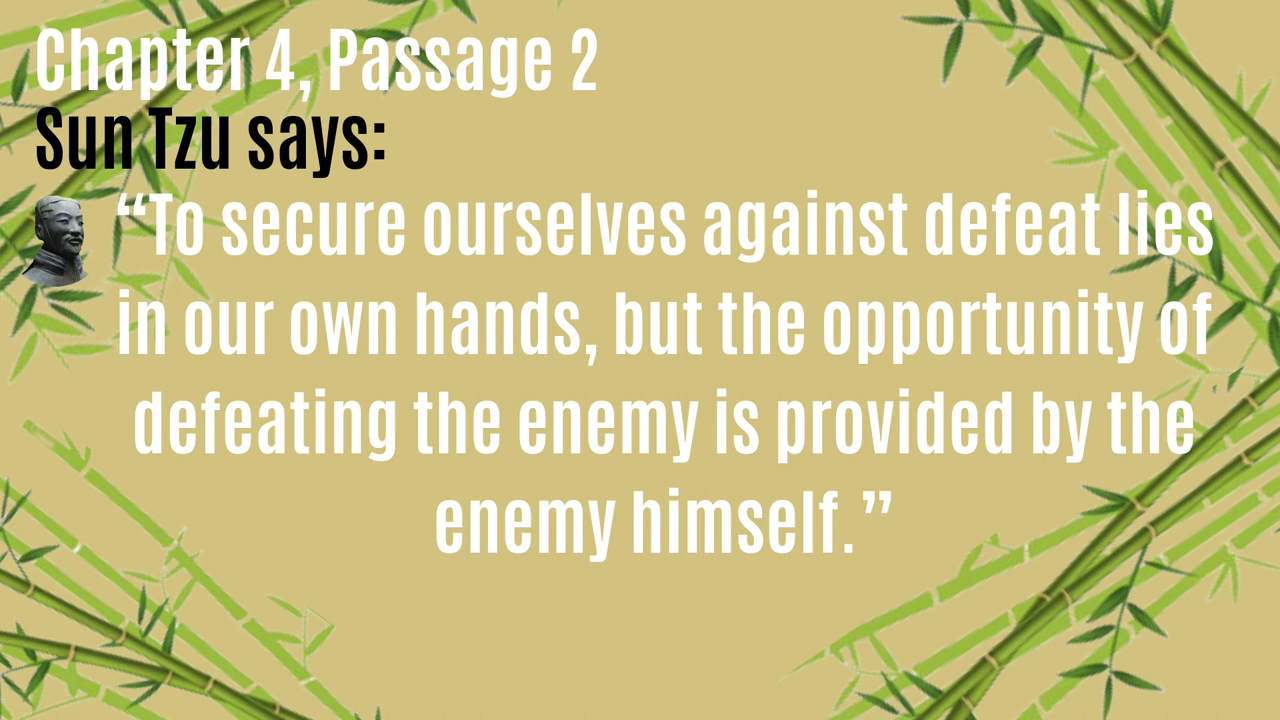 Chapter 4, Passage 2
Sun Tzu says:
“To secure ourselves against defeat lies
in our own hands, but the opportunity of
defeating the enemy is provided by the
enemy himself.”